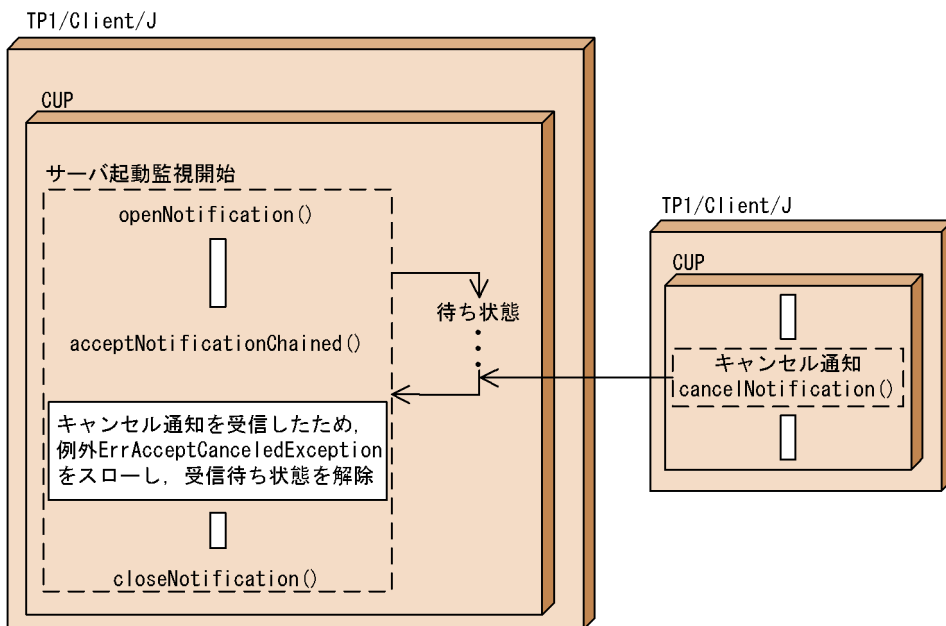 TP1/Client/J
CUP
サーバ起動監視開始
openNotification()
acceptNotificationChained()
待ち状態
キャンセル通知を受信したため，
例外ErrAcceptCanceledException
をスローし，受信待ち状態を解除
closeNotification()
TP1/Client/J
CUP
キャンセル通知
cancelNotification()